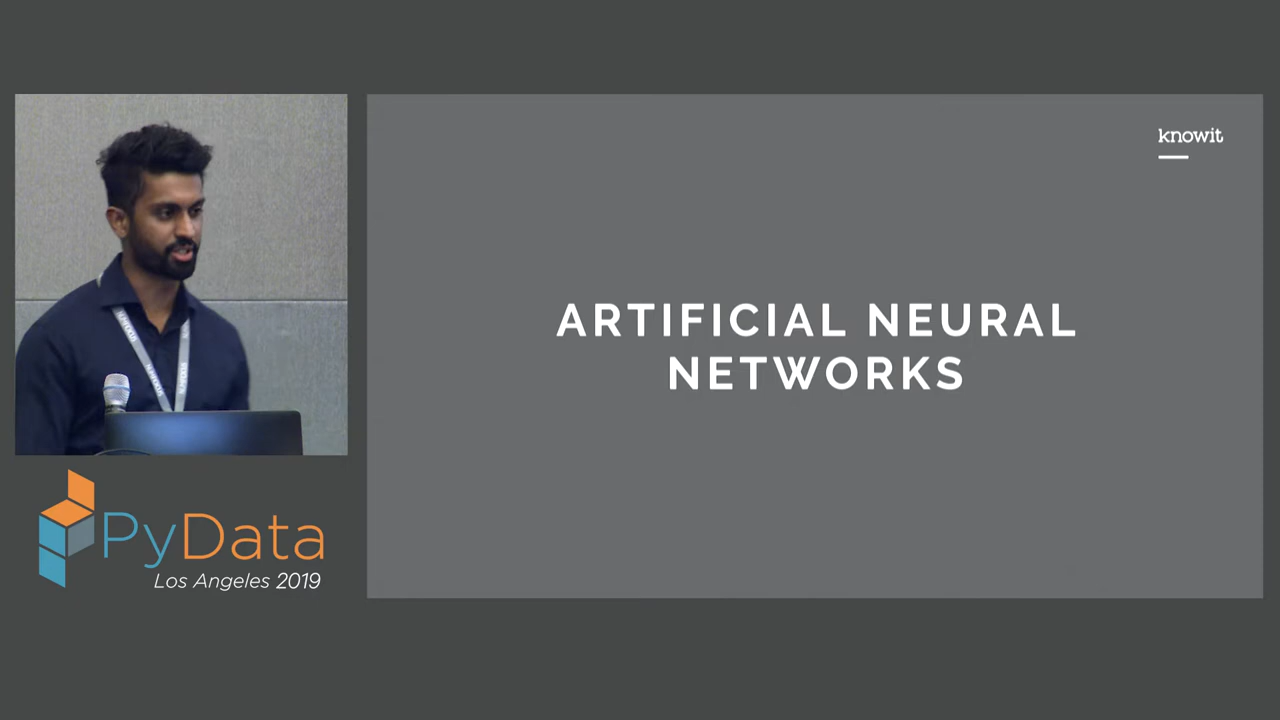 knowit
ARTIFICIAL NEURAL
NETWORKS
PyData
Los Angeles 2019